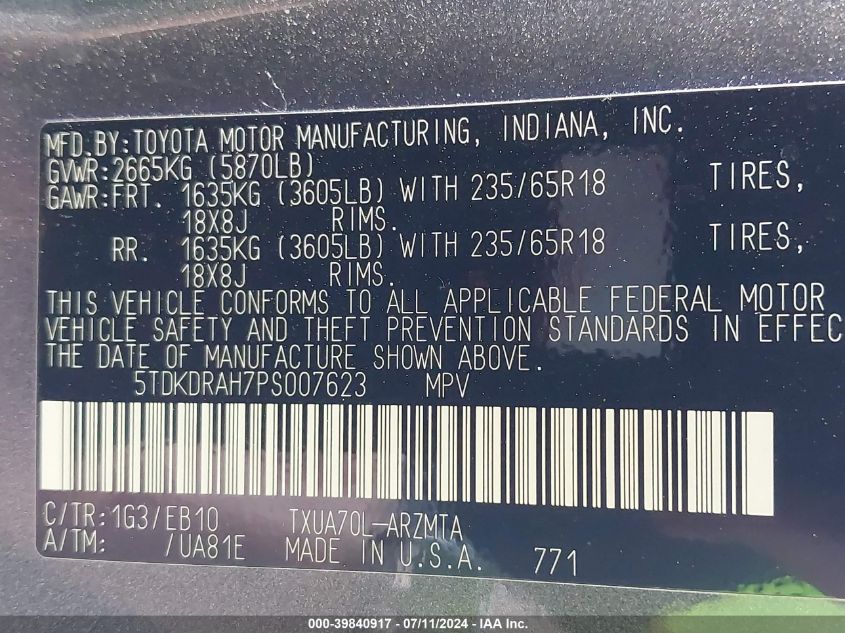 MFD.BY:TOYOTA MOTOR MANUFACTURING, INDIANA, INC.
GVWR:2665KG (5870LB)
GAWR:FRT. 1635KG (3605LB) WITH 235/65R18 TIRES,
18X8J RIMS.
RR. 1635KG (3605LB) WITH 235/65R18 TIRES,
18X8J RIMS.
THIS VEHICLE CONFORMS TO ALL APPLICABLE FEDERAL MOTOR
VEHICLE SAFETY AND THEFT PREVENTION STANDARDS IN EFFEC
THE DATE OF MANUFACTURE SHOWN ABOVE.
5TDKDRAH7PS007623 MPV
C/TR:1G3/EB10 TXUA70L-ARZMTA
A/TM: /UA81E MADE IN U.S.A. 771
000-39840917 - 07/11/2024 - IAA Inc.